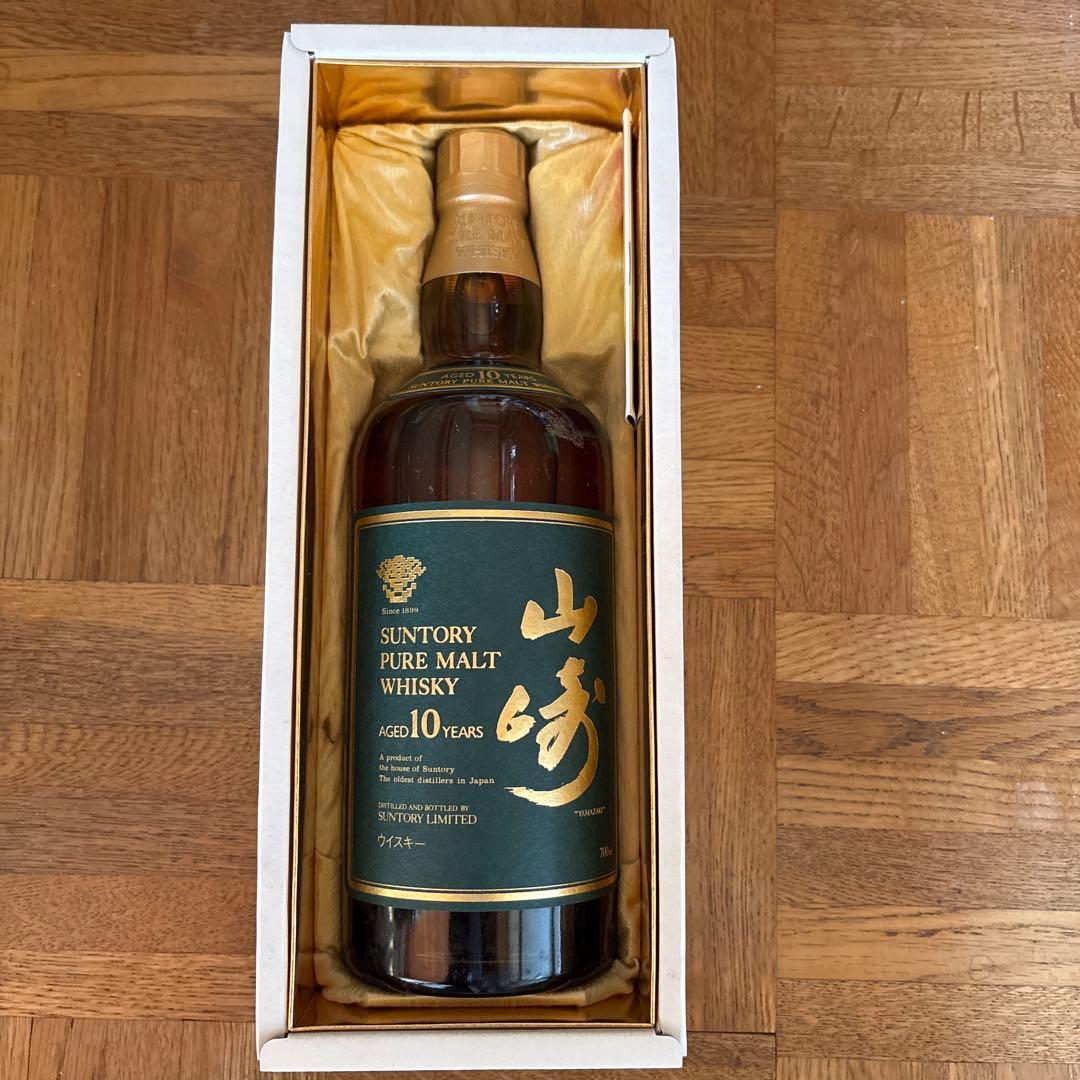 SUNTORY
PURE MALT
WHISKY
AGED 10 YEARS
SUNTORY PURE MALT WHISKY
Since 1899
SUNTORY
PURE MALT
WHISKY
AGED 10 YEARS
A product of
the house of Suntory
The oldest distillers in Japan
DISTILLED AND BOTTLED BY
SUNTORY LIMITED
ウイスキー
山崎
"YAMAZAKI"
700ml